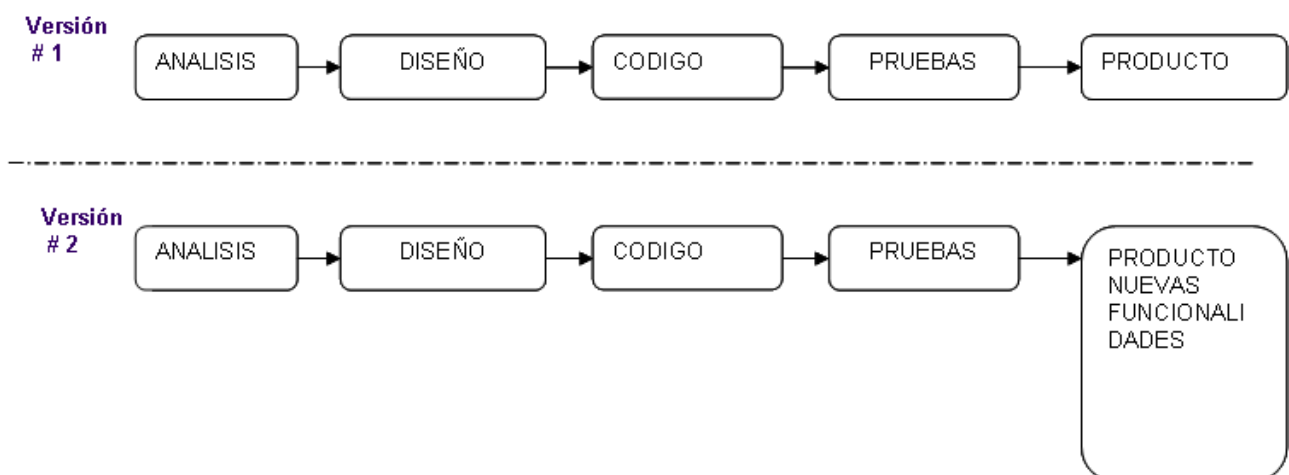 Versión
# 1
ANALISIS
DISEÑO
CODIGO
PRUEBAS
PRODUCTO
Versión
# 2
ANALISIS
DISEÑO
CODIGO
PRUEBAS
PRODUCTO
NUEVAS
FUNCIONALI
DADES